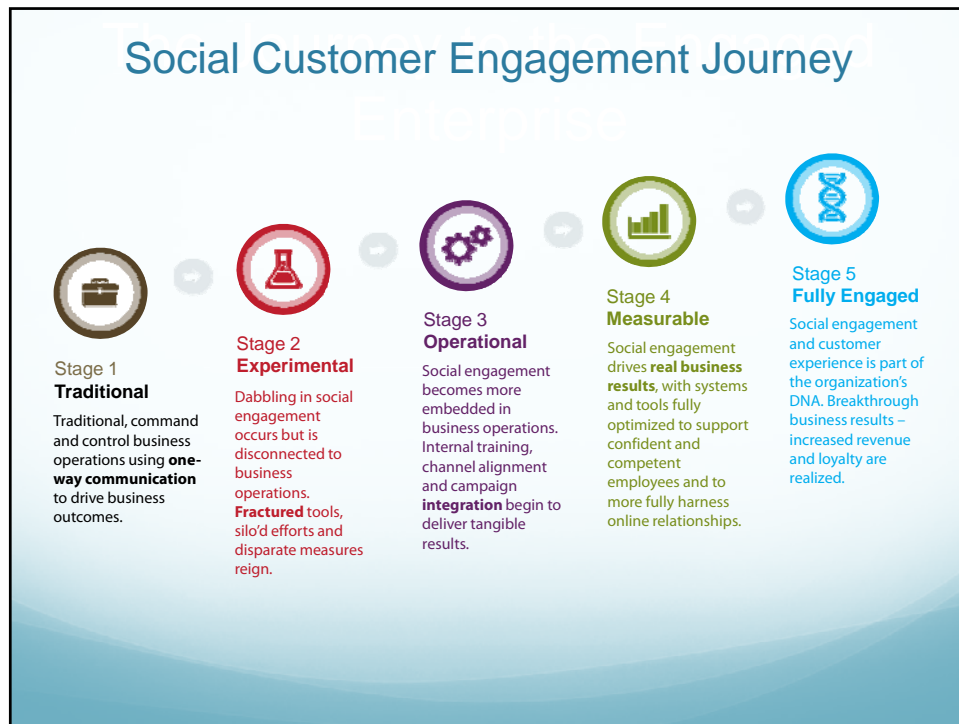 The Journey to the Engaged
Social Customer Engagement Journey
Enterprise
Stage 1
Traditional
Traditional, command
and control business
operations using one-
way communication
to drive business
outcomes.
Stage 2
Experimental
Dabbling in social
engagement
occurs but is
disconnected to
business
operations.
Fractured tools,
silo’d efforts and
disparate measures
reign.
Stage 3
Operational
Social engagement
becomes more
embedded in
business operations.
Internal training,
channel alignment
and campaign
integration begin to
deliver tangible
results.
Stage 4
Measurable
Social engagement
drives real business
results, with systems
and tools fully
optimized to support
confident and
competent
employees and to
more fully harness
online relationships.
Stage 5
Fully Engaged
Social engagement
and customer
experience is part of
the organization’s
DNA. Breakthrough
business results –
increased revenue
and loyalty are
realized.